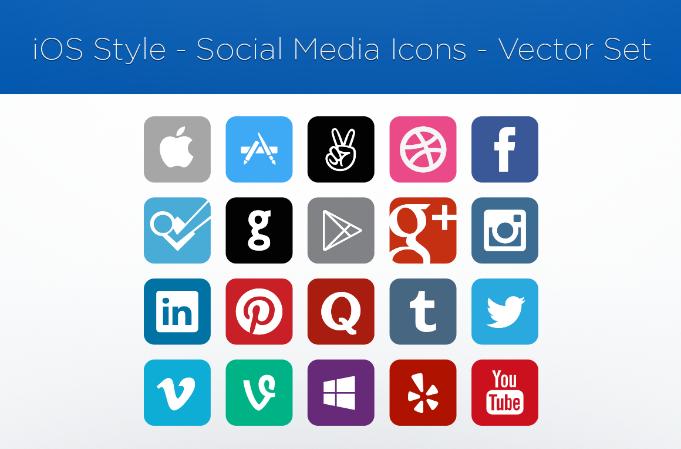 iOS Style - Social Media Icons - Vector Set
f
g
g+
in
Q
t
You
Tube